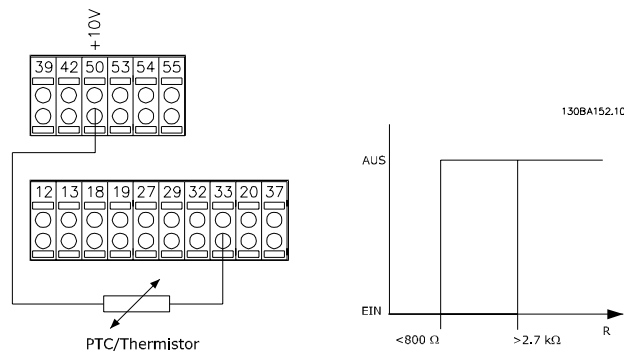 +10V
39 42 50 53 54 55
12 13 18 19 27 29 32 33 20 37
PTC/Thermistor
130BA152.10
AUS
EIN
<800 Ω >2.7 kΩ R